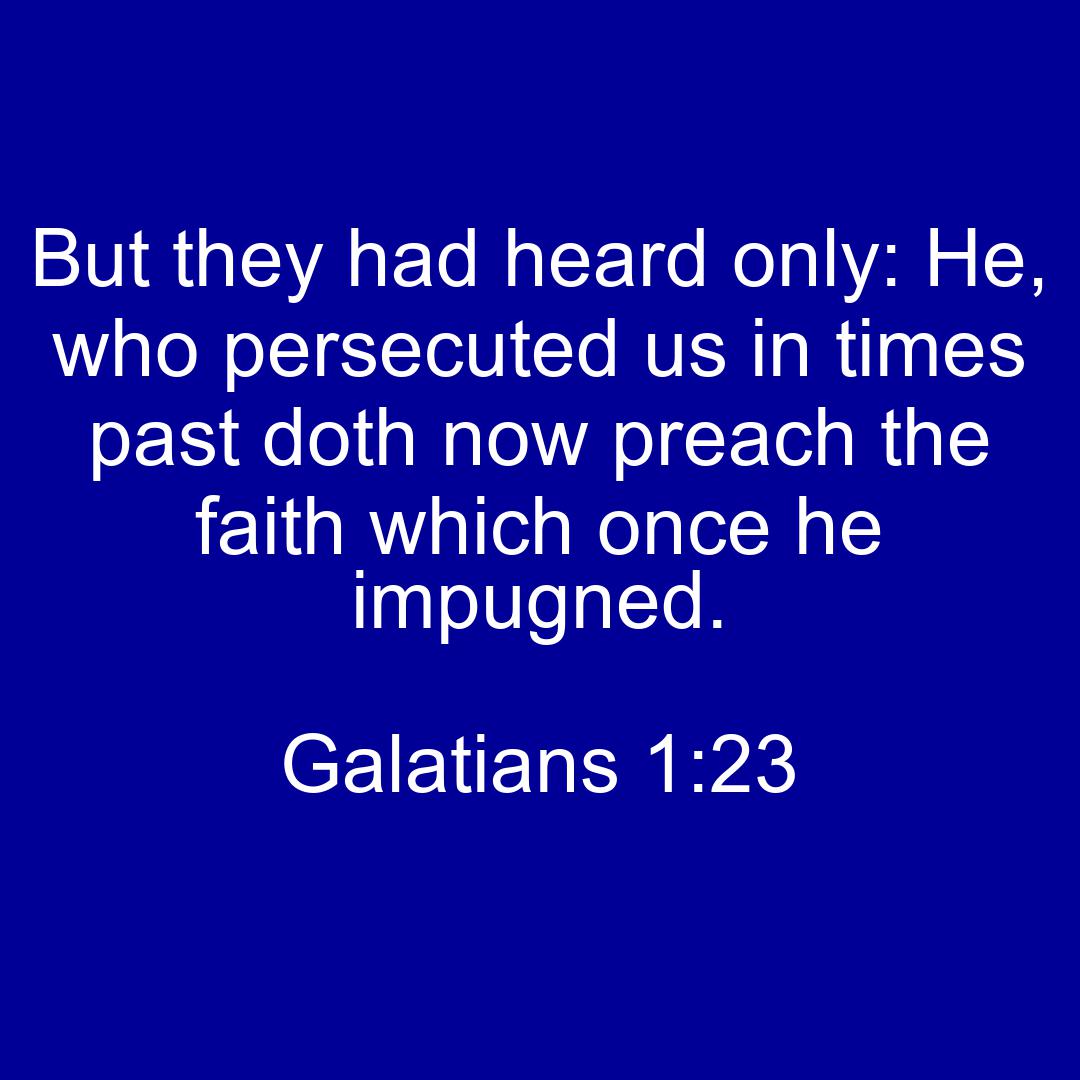 But they had heard only: He,
who persecuted us in times
past doth now preach the
faith which once he
impugned.
Galatians 1:23